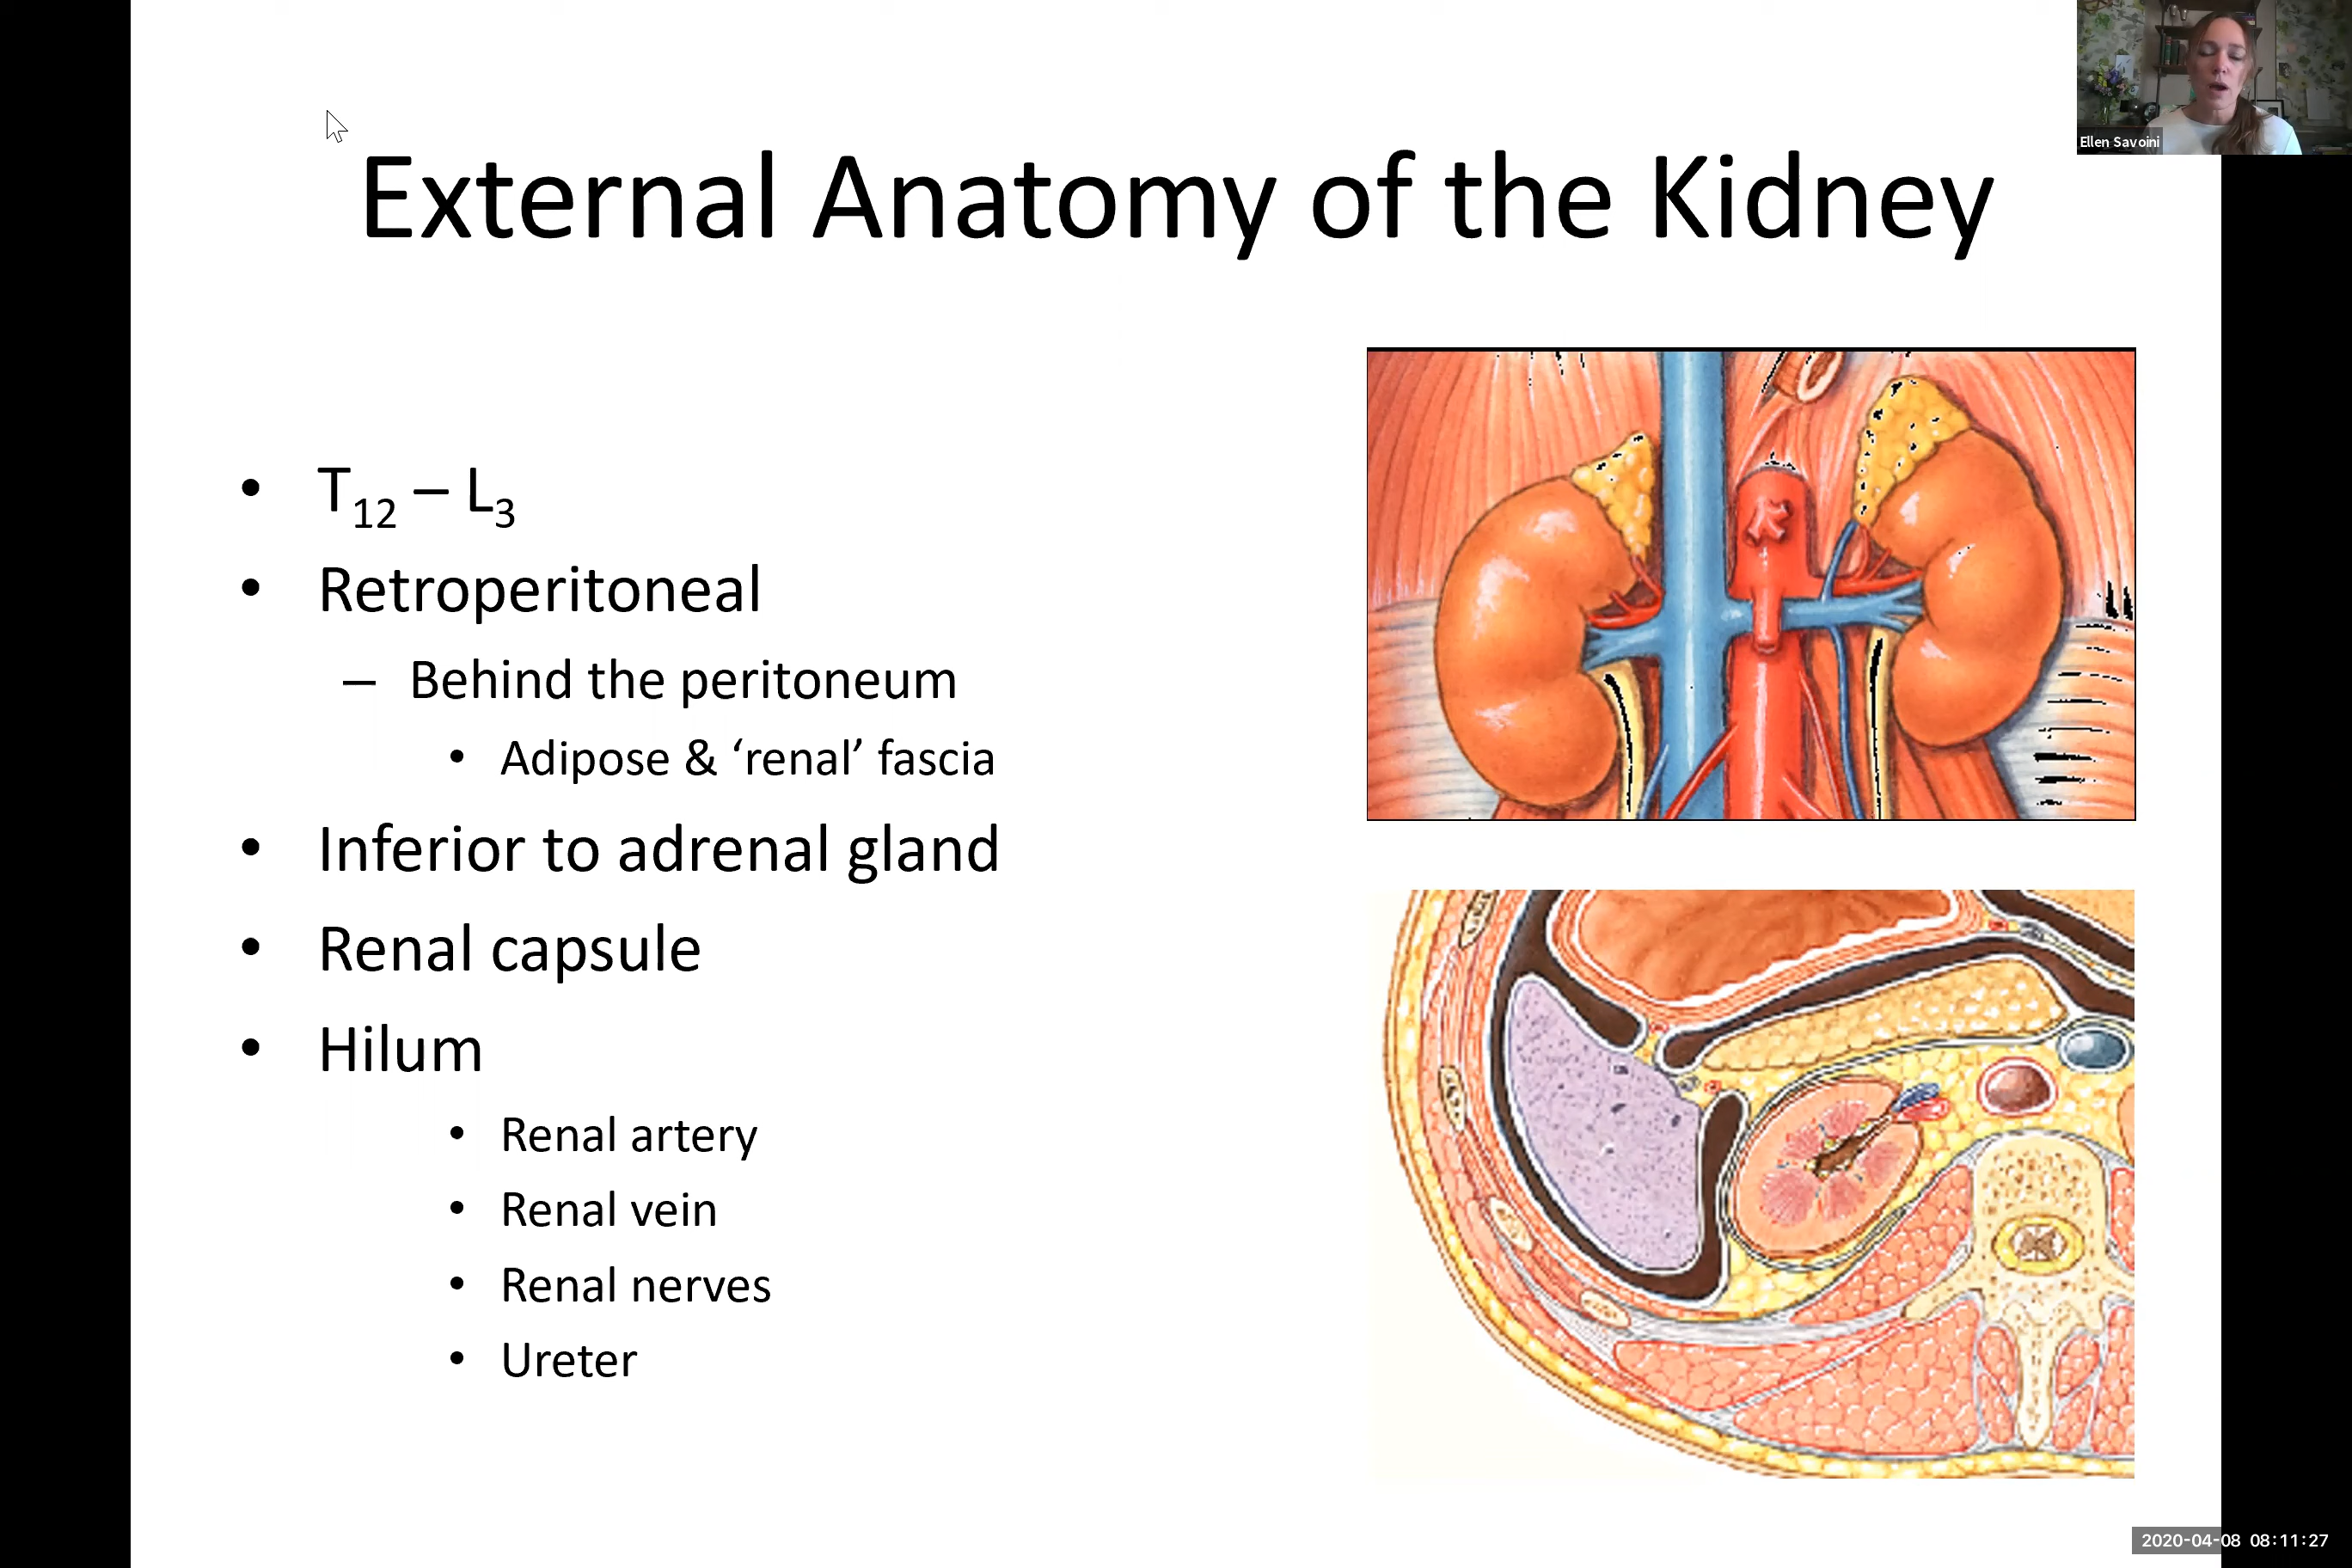 Ellen Savoini
External Anatomy of the Kidney
• T12 – L3
• Retroperitoneal
– Behind the peritoneum
• Adipose & ‘renal’ fascia
• Inferior to adrenal gland
• Renal capsule
• Hilum
• Renal artery
• Renal vein
• Renal nerves
• Ureter
2020-04-08 08:11:27